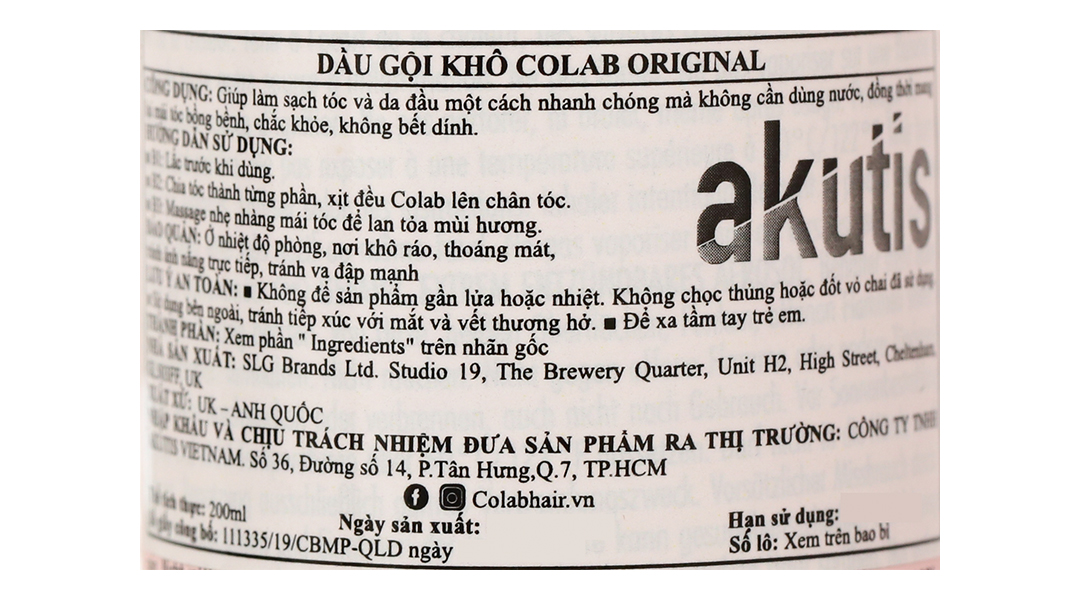 DẦU GỘI KHÔ COLAB ORIGINAL
CÔNG DỤNG: Giúp làm sạch tóc và da đầu một cách nhanh chóng mà không cần dùng nước, đồng thời mang
mái tóc bồng bềnh, chắc khỏe, không bết dính.
HƯỚNG DẪN SỬ DỤNG:
B1: Lắc trước khi dùng.
B2: Chia tóc thành từng phần, xịt đều Colab lên chân tóc.
B3: Massage nhẹ nhàng mái tóc để lan tỏa mùi hương.
BẢO QUẢN: Ở nhiệt độ phòng, nơi khô ráo, thoáng mát,
tránh ánh nắng trực tiếp, tránh va đập mạnh
akutis
LƯU Ý AN TOÀN: ■ Không để sản phẩm gần lửa hoặc nhiệt. Không chọc thủng hoặc đốt vỏ chai đã sử dụng.
Sử dụng bên ngoài, tránh tiếp xúc với mắt và vết thương hở. ■ Để xa tầm tay trẻ em.
THÀNH PHẦN: Xem phần " Ingredients" trên nhãn gốc
NHÀ SẢN XUẤT: SLG Brands Ltd. Studio 19, The Brewery Quarter, Unit H2, High Street, Cheltenham,
UK
XUẤT XỨ: UK – ANH QUỐC
NHẬP KHẨU VÀ CHỊU TRÁCH NHIỆM ĐƯA SẢN PHẨM RA THỊ TRƯỜNG: CÔNG TY TNHH
AKUTIS VIETNAM. Số 36, Đường số 14, P.Tân Hưng,Q.7, TP.HCM
Colabhair.vn
Thể tích thực: 200ml
Ngày sản xuất:
Hạn sử dụng:
Số giấy công bố: 111335/19/CBMP-QLD ngày
Số lô: Xem trên bao bì